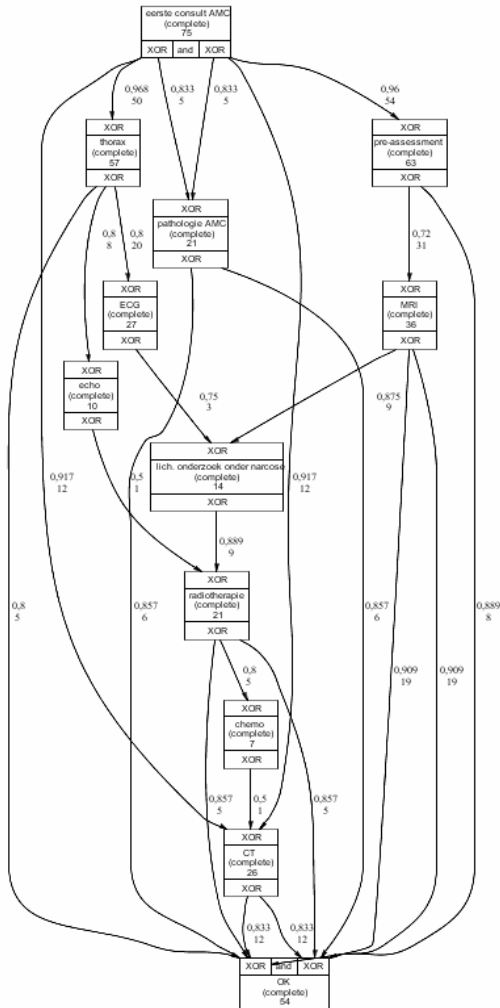 eerste consult AMC
(complete)
75
XOR and XOR
0,968
50
0,833
5
0,833
5
0,96
54
XOR
thorax
(complete)
57
XOR
XOR
pre-assessment
(complete)
63
XOR
XOR
pathologie AMC
(complete)
21
XOR
0,8
8
0,8
20
0,72
31
XOR
ECG
(complete)
27
XOR
XOR
MRI
(complete)
36
XOR
XOR
echo
(complete)
10
XOR
0,75
3
0,875
9
XOR
lich. onderzoek onder narcose
(complete)
14
XOR
0,917
12
0,5
1
0,917
12
0,889
9
XOR
radiotherapie
(complete)
21
XOR
0,8
5
0,857
6
0,857
6
0,889
8
0,8
5
0,909
19
0,909
19
XOR
chemo
(complete)
7
XOR
0,857
5
0,5
1
0,857
5
XOR
CT
(complete)
26
XOR
0,833
12
0,833
12
XOR and XOR
OK
(complete)
54